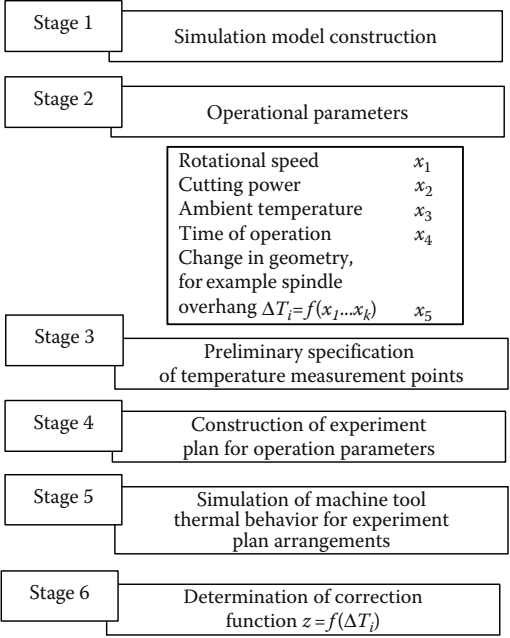 Stage 1
Simulation model construction
Stage 2
Operational parameters
Rotational speed x₁
Cutting power x₂
Ambient temperature x₃
Time of operation x₄
Change in geometry,
for example spindle
overhang ΔTᵢ=f(x₁...xₖ) x₅
Stage 3
Preliminary specification
of temperature measurement points
Stage 4
Construction of experiment
plan for operation parameters
Stage 5
Simulation of machine tool
thermal behavior for experiment
plan arrangements
Stage 6
Determination of correction
function z=f(ΔTᵢ)